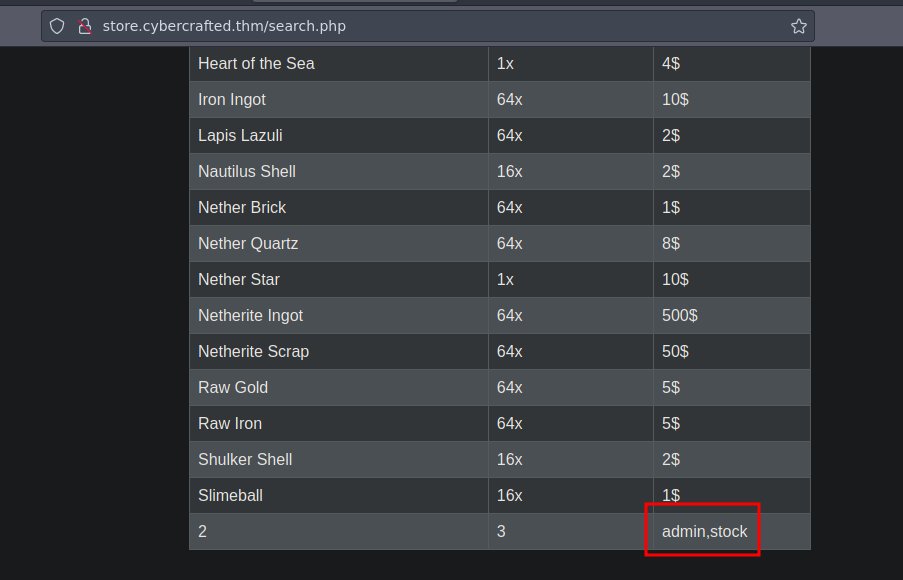 store.cybercrafted.thm/search.php
Heart of the Sea 1x 4$
Iron Ingot 64x 10$
Lapis Lazuli 64x 2$
Nautilus Shell 16x 2$
Nether Brick 64x 1$
Nether Quartz 64x 8$
Nether Star 1x 10$
Netherite Ingot 64x 500$
Netherite Scrap 64x 50$
Raw Gold 64x 5$
Raw Iron 64x 5$
Shulker Shell 16x 2$
Slimeball 16x 1$
2 3 admin,stock